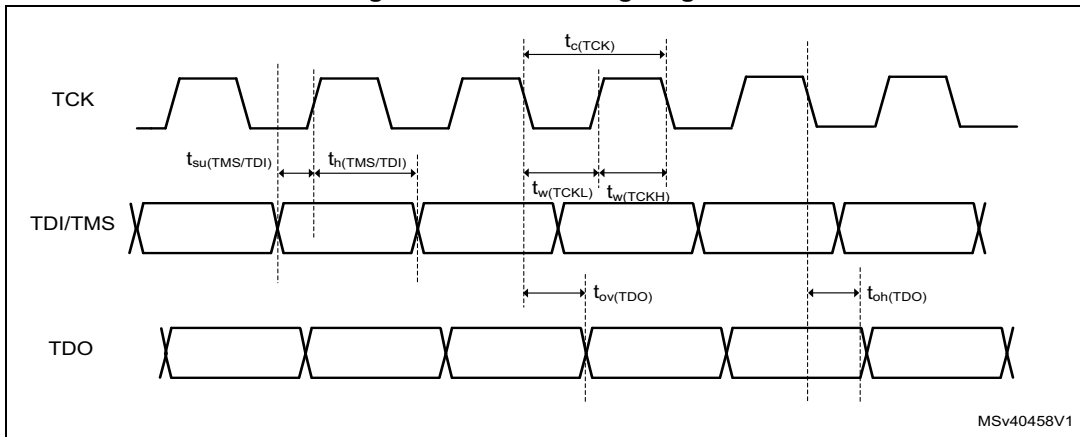 t_c(TCK)
TCK
t_su(TMS/TDI)
t_h(TMS/TDI)
t_w(TCKL)
t_w(TCKH)
TDI/TMS
t_ov(TDO)
t_oh(TDO)
TDO
MSv40458V1